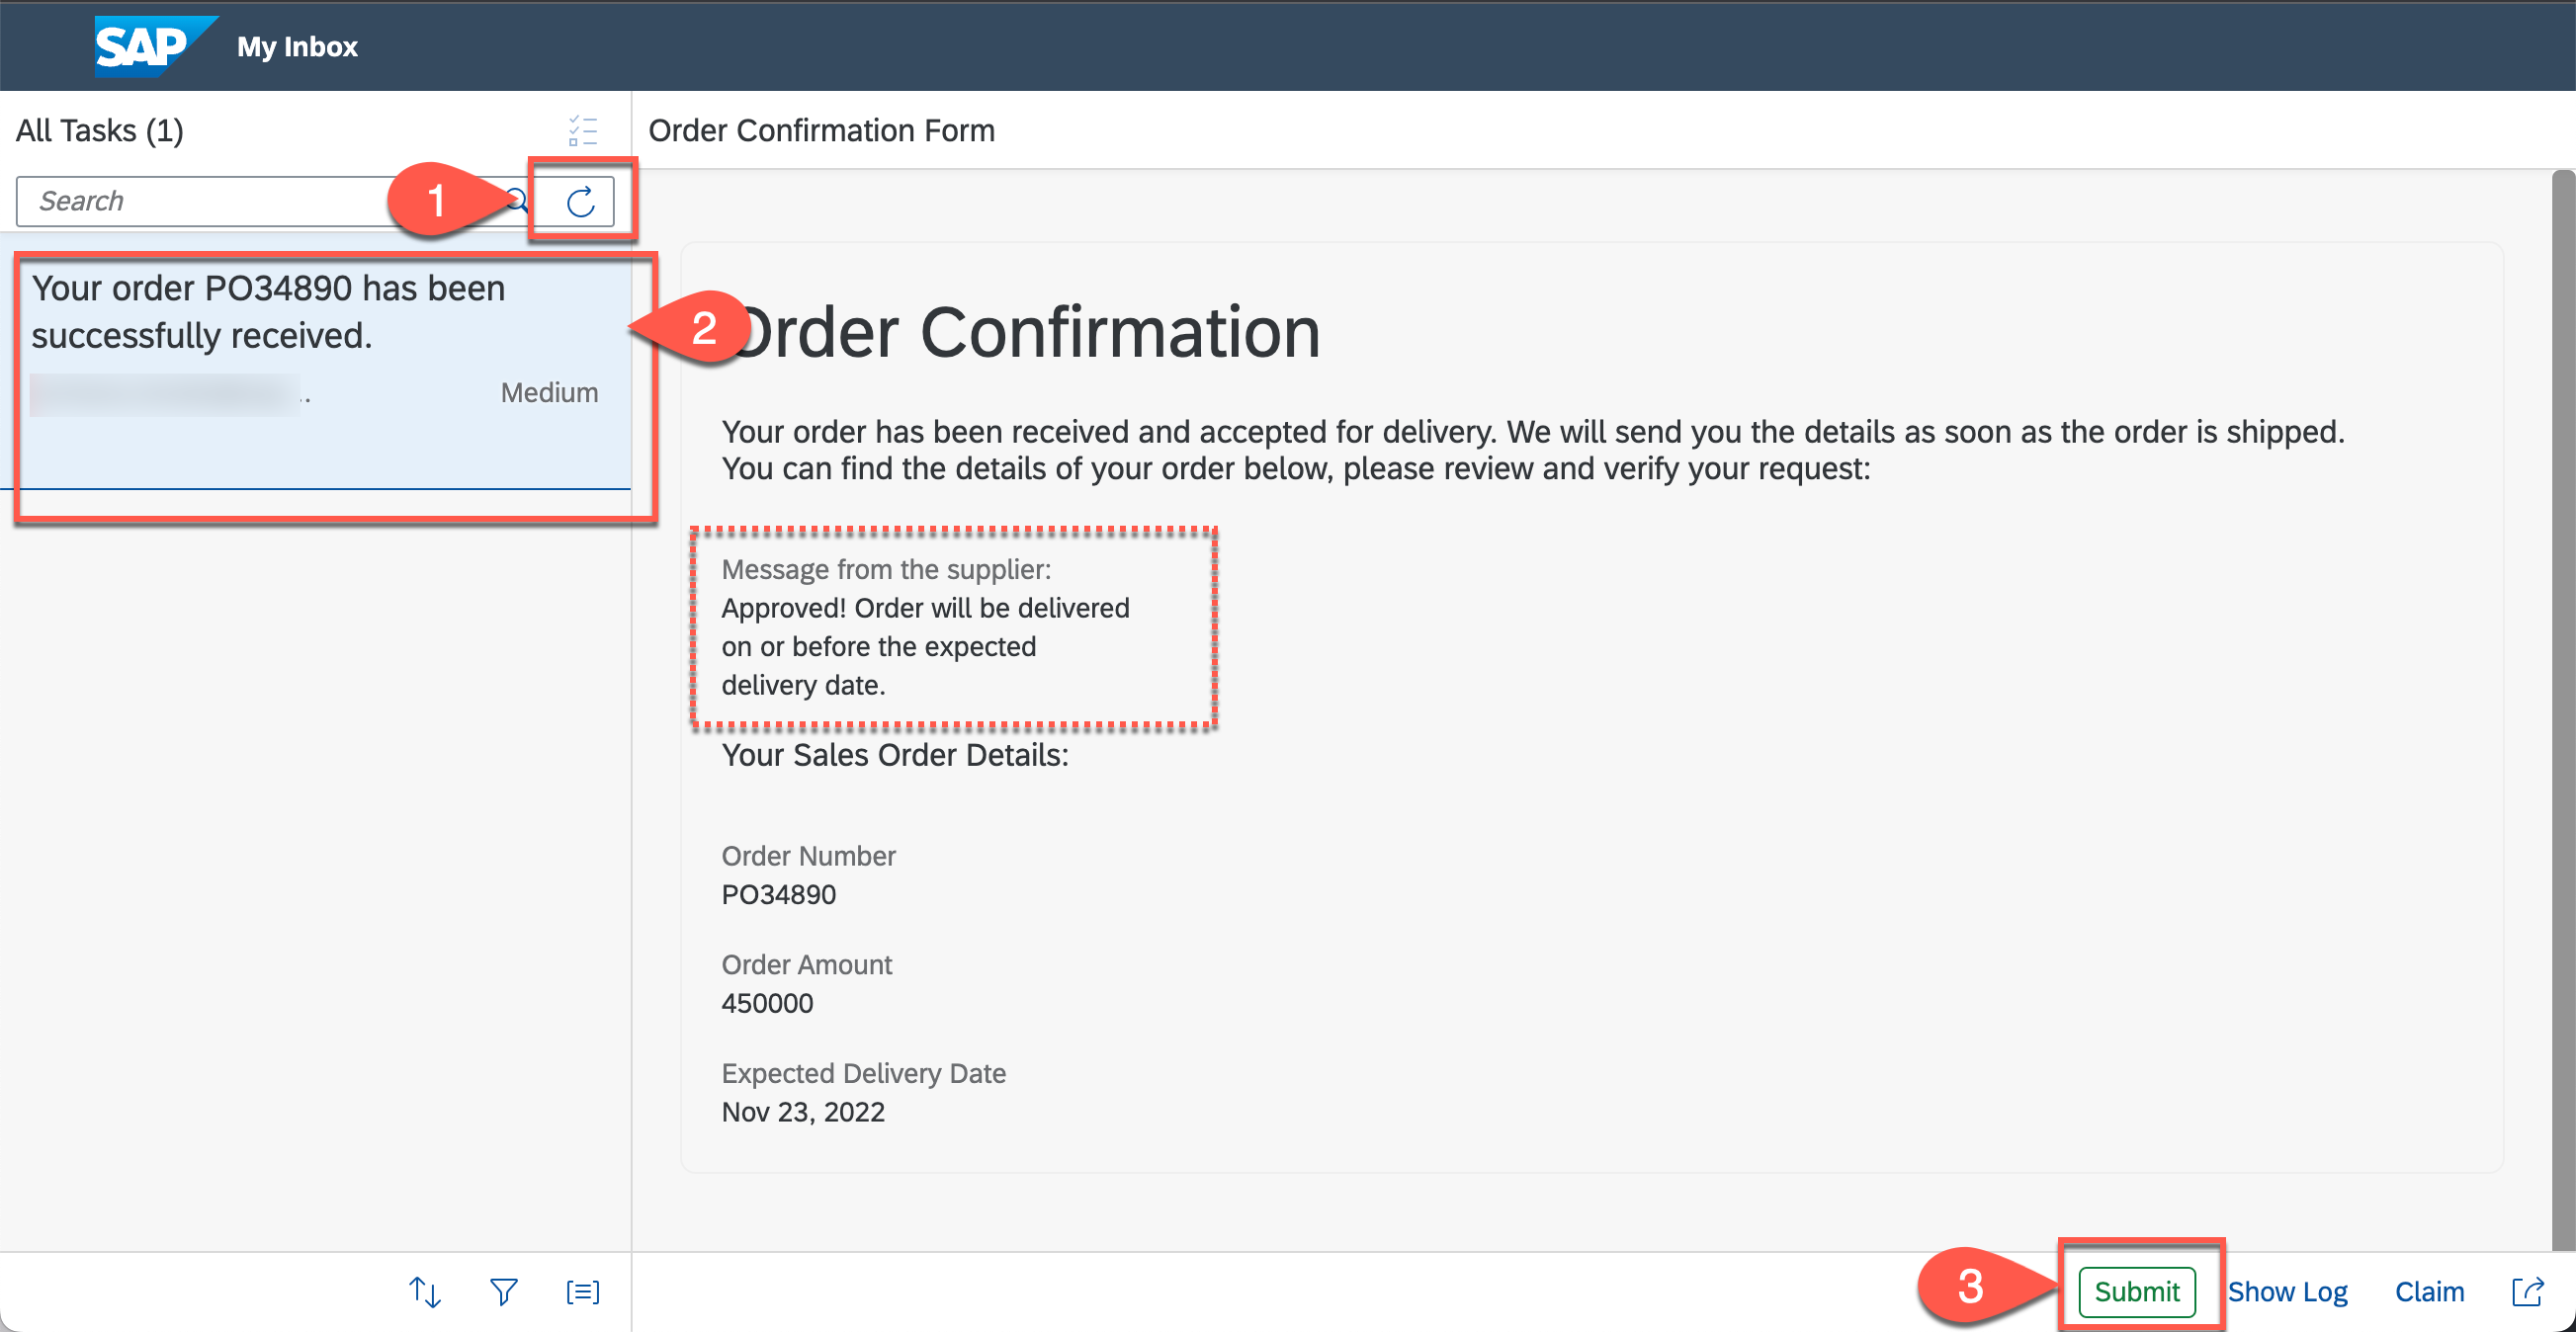 SAP My Inbox
All Tasks (1)
Order Confirmation Form
Search
1
Your order PO34890 has been
successfully received.
Medium
2
Order Confirmation
Your order has been received and accepted for delivery. We will send you the details as soon as the order is shipped.
You can find the details of your order below, please review and verify your request:
Message from the supplier:
Approved! Order will be delivered
on or before the expected
delivery date.
Your Sales Order Details:
Order Number
PO34890
Order Amount
450000
Expected Delivery Date
Nov 23, 2022
3
Submit Show Log Claim